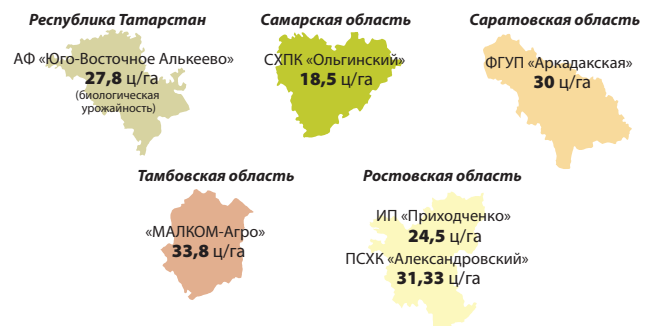 Республика Татарстан
АФ «Юго-Восточное Алькеево»
27,8 ц/га
(биологическая
урожайность)
Самарская область
СХПК «Ольгинский»
18,5 ц/га
Саратовская область
ФГУП «Аркадакская»
30 ц/га
Тамбовская область
«МАЛКОМ-Агро»
33,8 ц/га
Ростовская область
ИП «Приходченко»
24,5 ц/га
ПСХК «Александровский»
31,33 ц/га